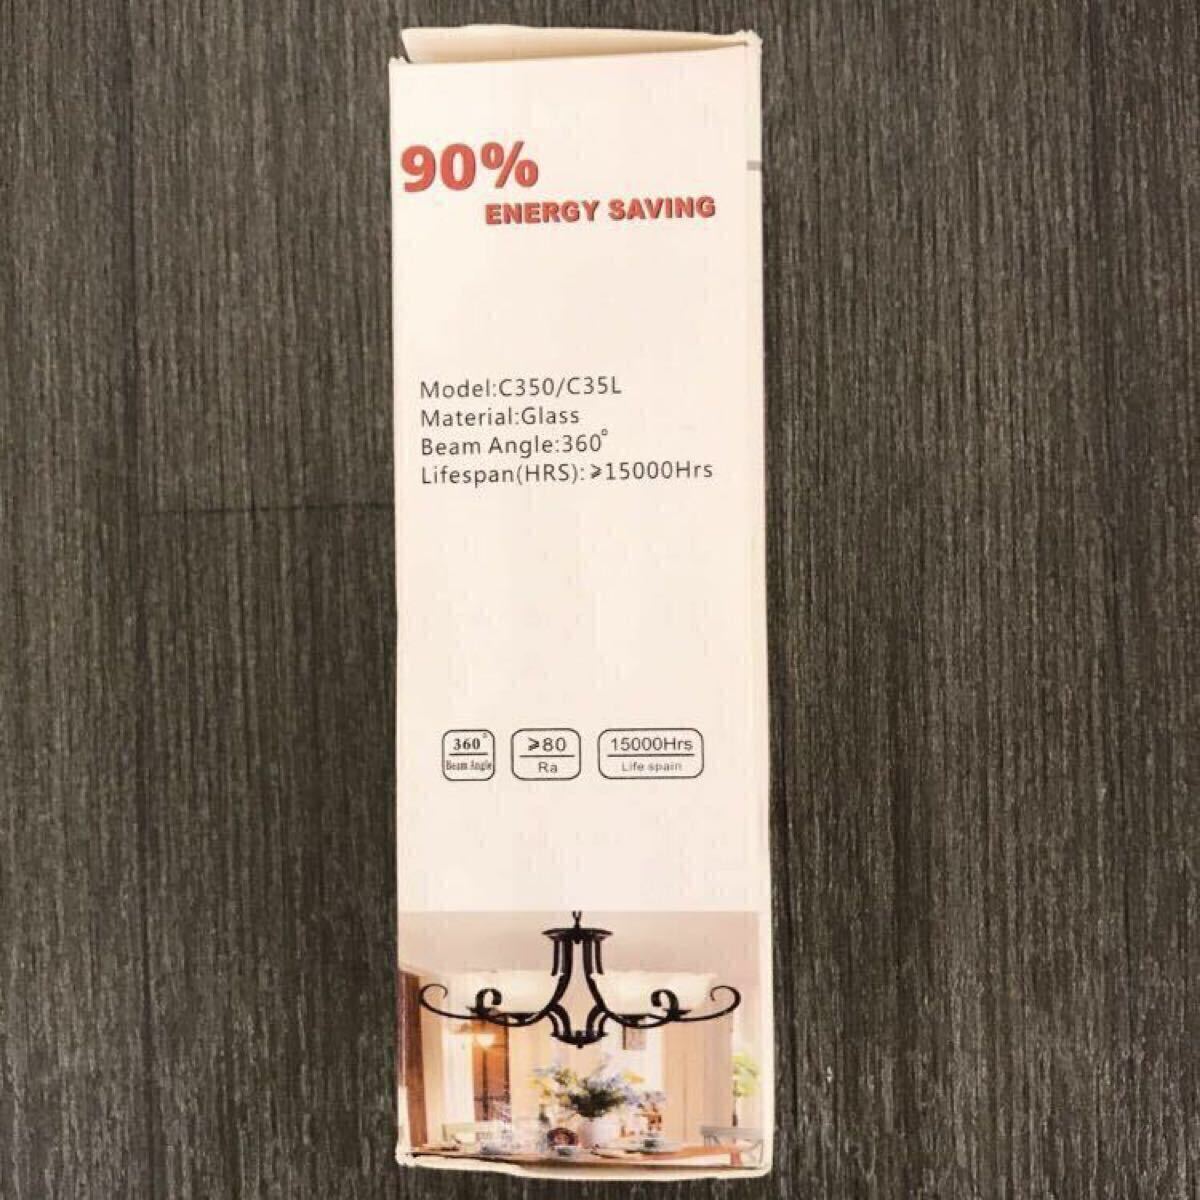 90%
ENERGY SAVING
Model:C350/C35L
Material:Glass
Beam Angle:360°
Lifespan(HRS):⩾15000Hrs
360°
Beam Angle
⩾80
Ra
15000Hrs
Life spain